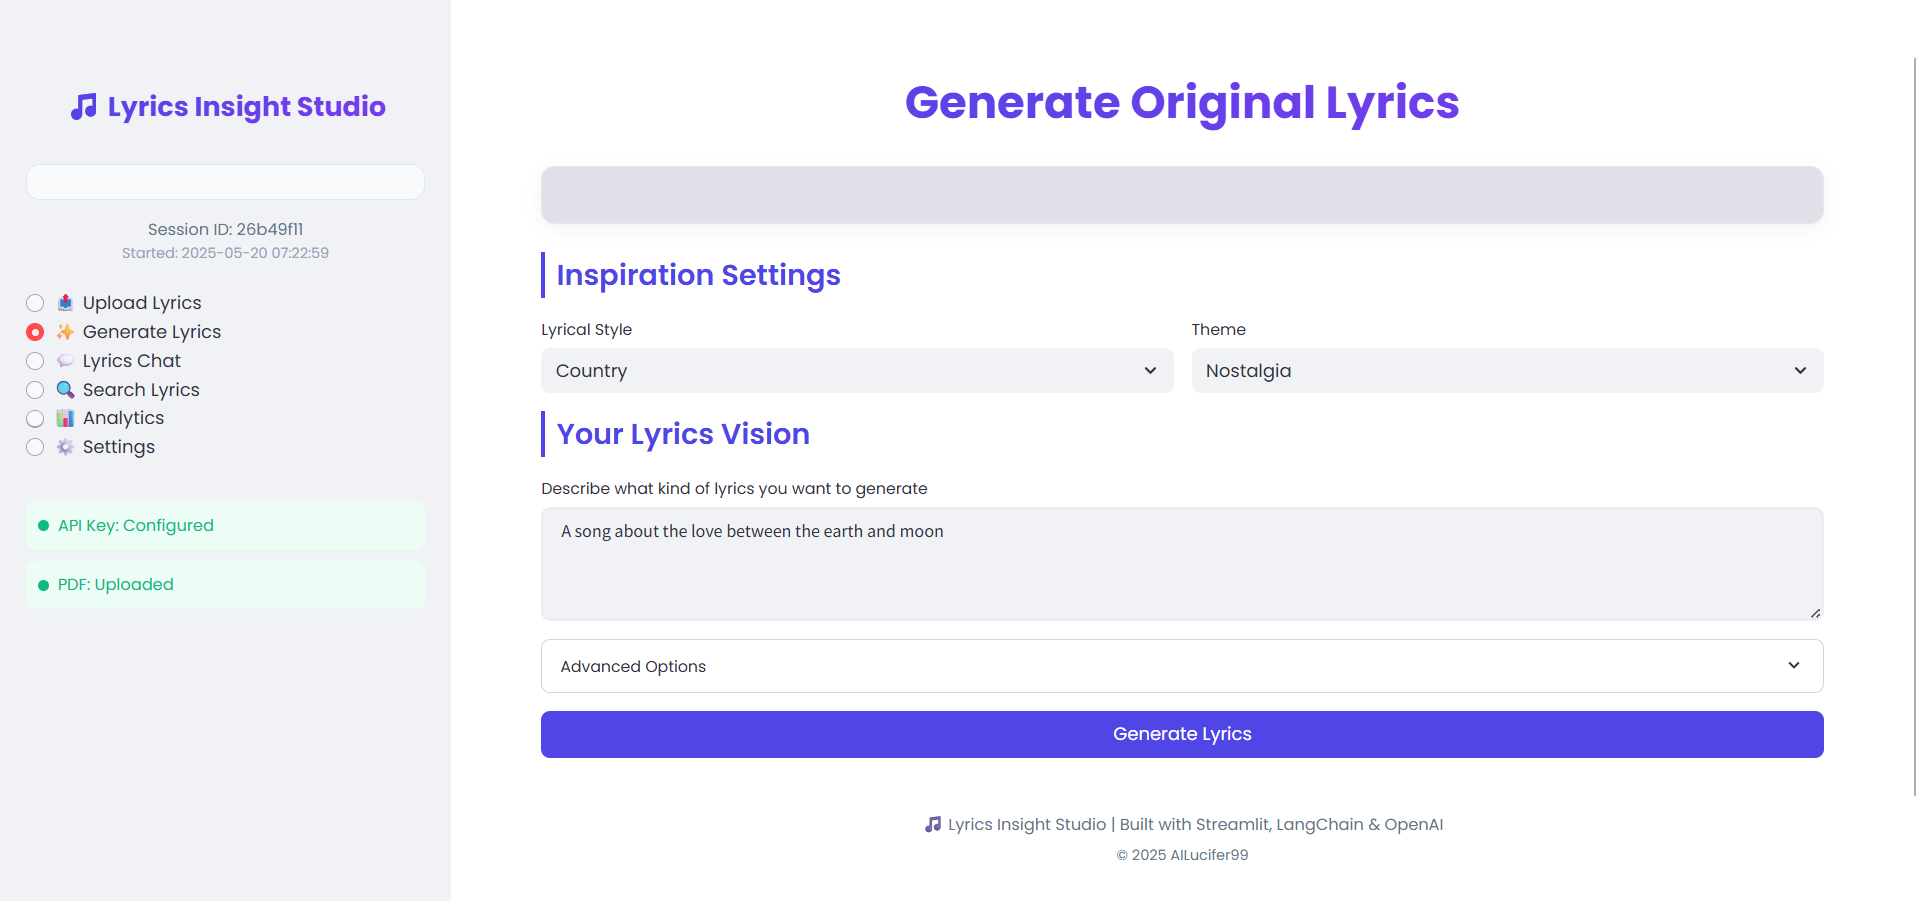 Lyrics Insight Studio
Session ID: 26b49f11
Started: 2025-05-20 07:22:59
Upload Lyrics
Generate Lyrics
Lyrics Chat
Search Lyrics
Analytics
Settings
API Key: Configured
PDF: Uploaded
Generate Original Lyrics
Inspiration Settings
Lyrical Style
Theme
Country
Nostalgia
Your Lyrics Vision
Describe what kind of lyrics you want to generate
A song about the love between the earth and moon
Advanced Options
Generate Lyrics
Lyrics Insight Studio | Built with Streamlit, LangChain & OpenAI
© 2025 AILucifer99